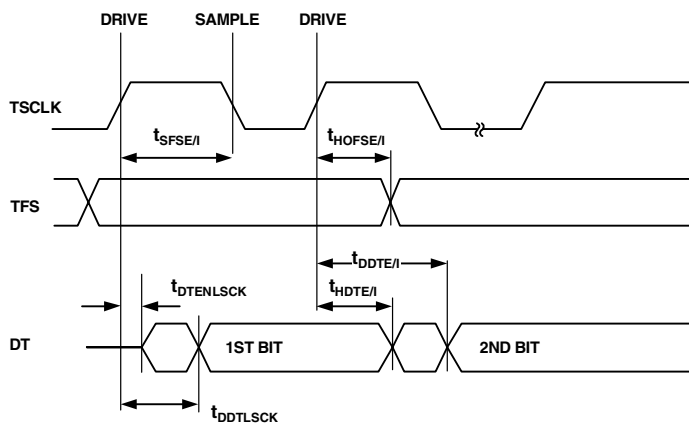 DRIVE SAMPLE DRIVE
TSCLK
tSFSE/I tHOFSE/I
TFS
tDDTE/I
tDTENLSCK tHDTE/I
DT 1ST BIT 2ND BIT
tDDTLSCK